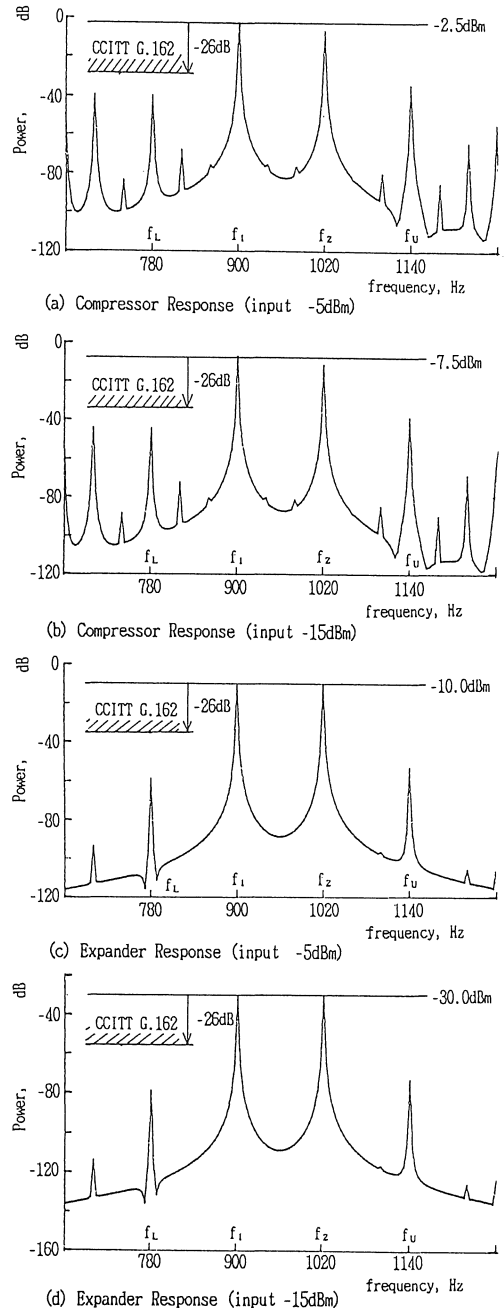 dB
0
-40
-80
-120
Power,
CCITT G.162
-26dB
-2.5dBm
fL f1 f2 fU
780 900 1020 1140
frequency, Hz
(a) Compressor Response (input -5dBm)
dB
0
-40
-80
-120
Power,
CCITT G.162
-26dB
-7.5dBm
fL f1 f2 fU
780 900 1020 1140
frequency, Hz
(b) Compressor Response (input -15dBm)
dB
0
-40
-80
-120
Power,
CCITT G.162
-26dB
-10.0dBm
fL f1 f2 fU
780 900 1020 1140
frequency, Hz
(c) Expander Response (input -5dBm)
dB
-40
-80
-120
-160
Power,
CCITT G.162
-26dB
-30.0dBm
fL f1 f2 fU
780 900 1020 1140
frequency, Hz
(d) Expander Response (input -15dBm)